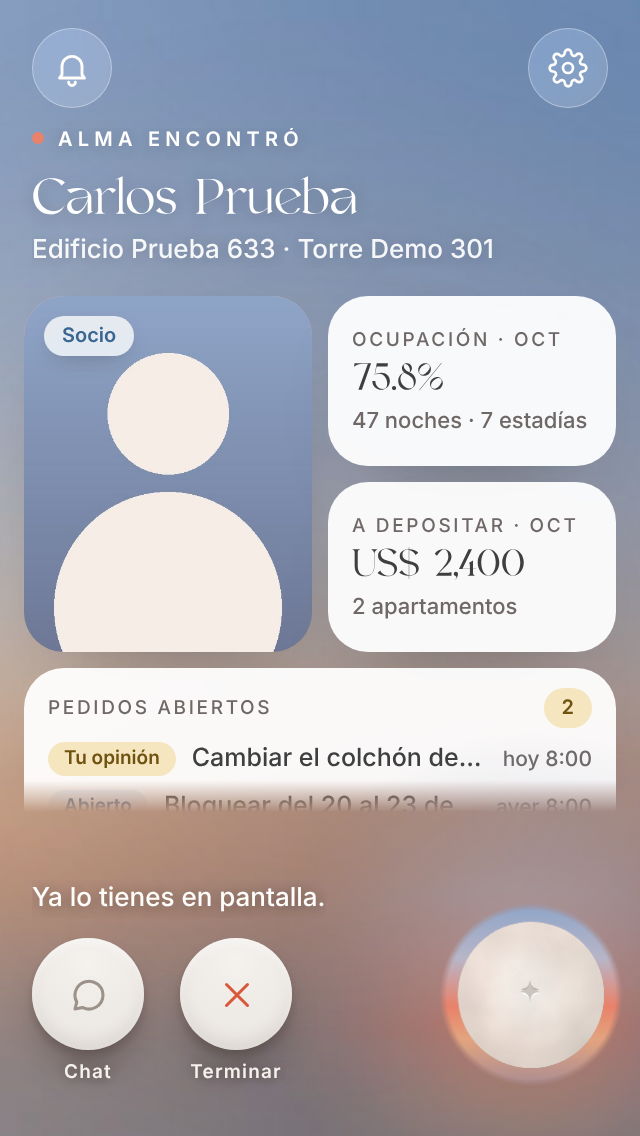 ALMA ENCONTRÓ
Carlos Prueba
Edificio Prueba 633 · Torre Demo 301
Socio
OCUPACIÓN · OCT
75.8%
47 noches · 7 estadías
A DEPOSITAR · OCT
US$ 2,400
2 apartamentos
PEDIDOS ABIERTOS
2
Tu opinión Cambiar el colchón de... hoy 8:00
Abierto Bloquear del 20 al 23 de ayer 8:00
Ya lo tienes en pantalla.
Chat
Terminar